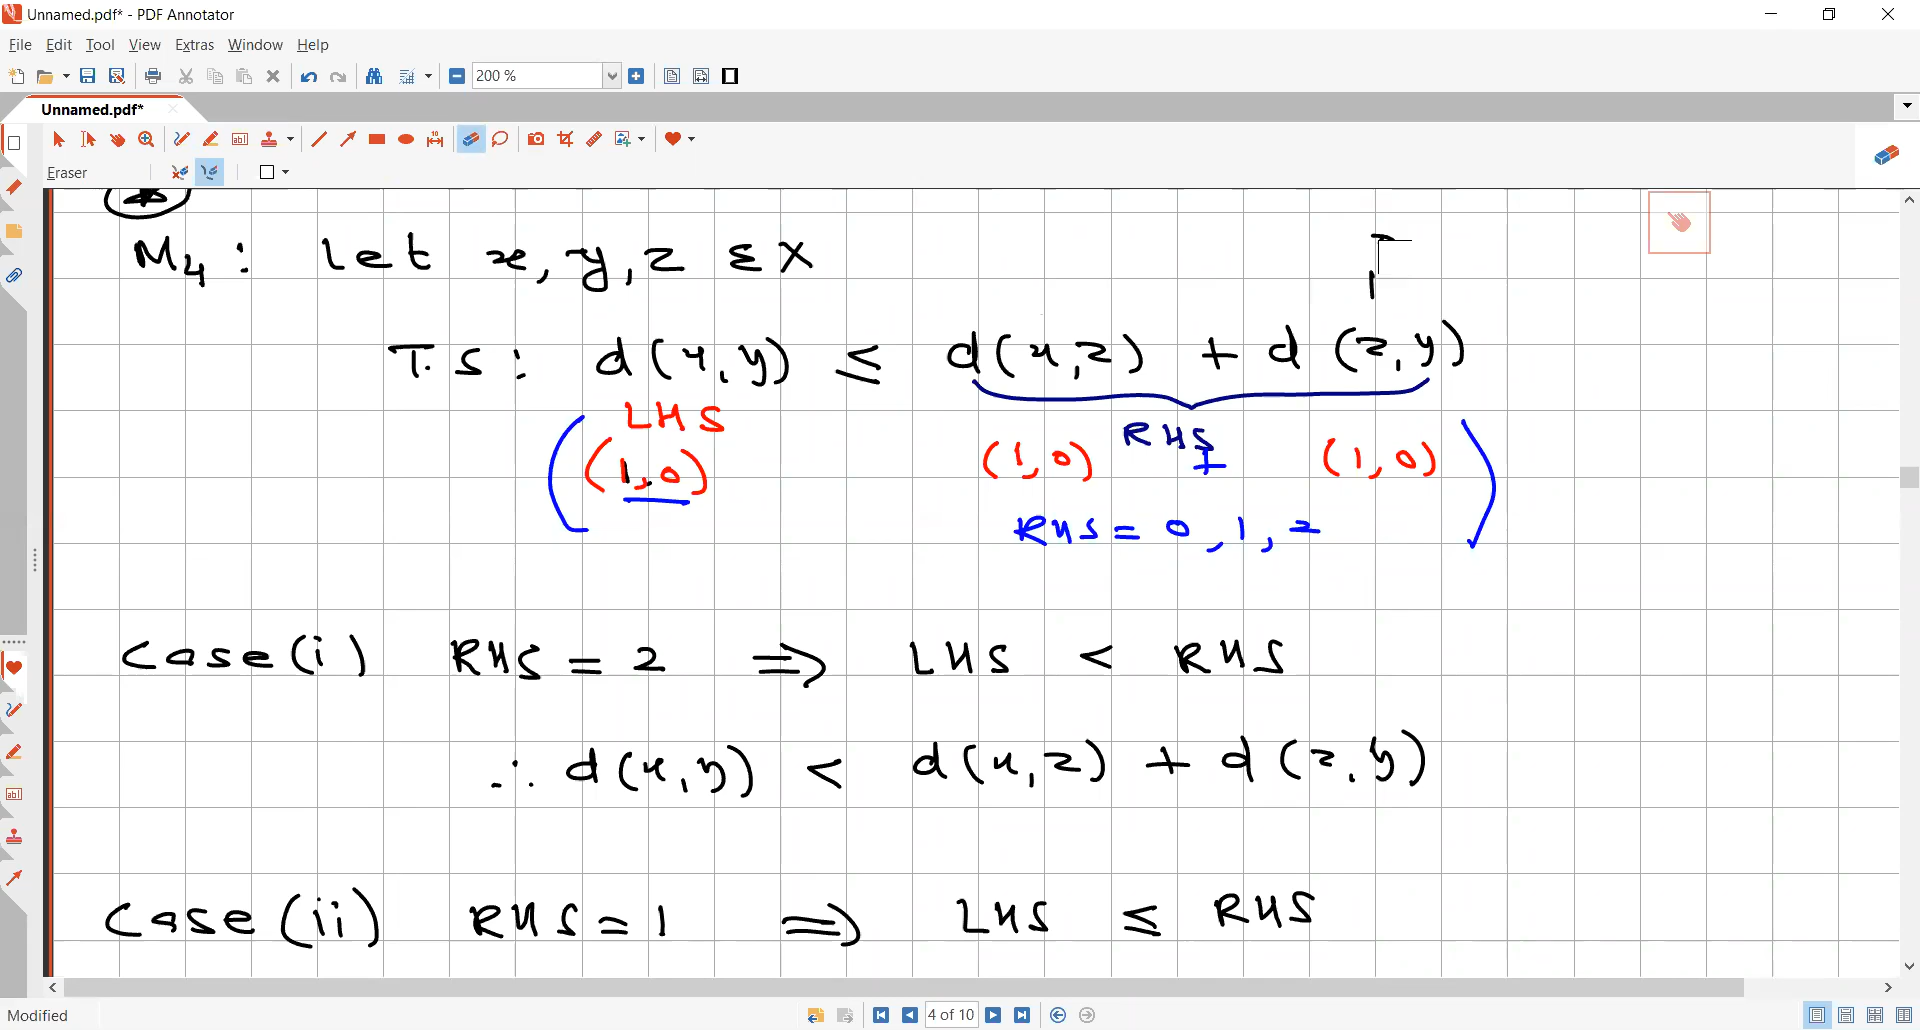 Unnamed.pdf* - PDF Annotator
File Edit Tool View Extras Window Help
200 %
Unnamed.pdf*
Eraser
M4 : Let x, y, z ε X
T.S : d(x,y) ≤ d(x,z) + d(z,y)
LHS RHS
(1,0) (1,0) + (1,0)
RHS = 0, 1, 2
Case(i) RHS = 2 ⇒ LHS < RHS
∴ d(x,y) < d(x,z) + d(z,y)
Case (ii) RHS = 1 ⇒ LHS ≤ RHS
Modified 4 of 10